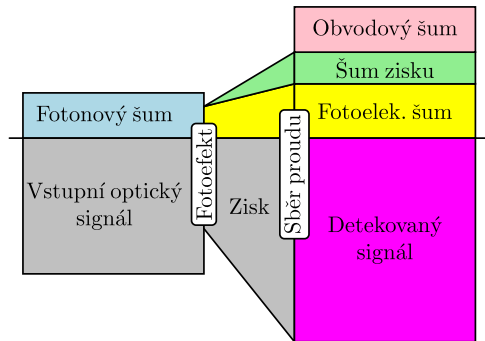 Obvodový šum
Šum zisku
Fotonový šum
Fotoelek. šum
Fotoefekt
Sběr proudu
Vstupní optický
signál
Zisk
Detekovaný
signál